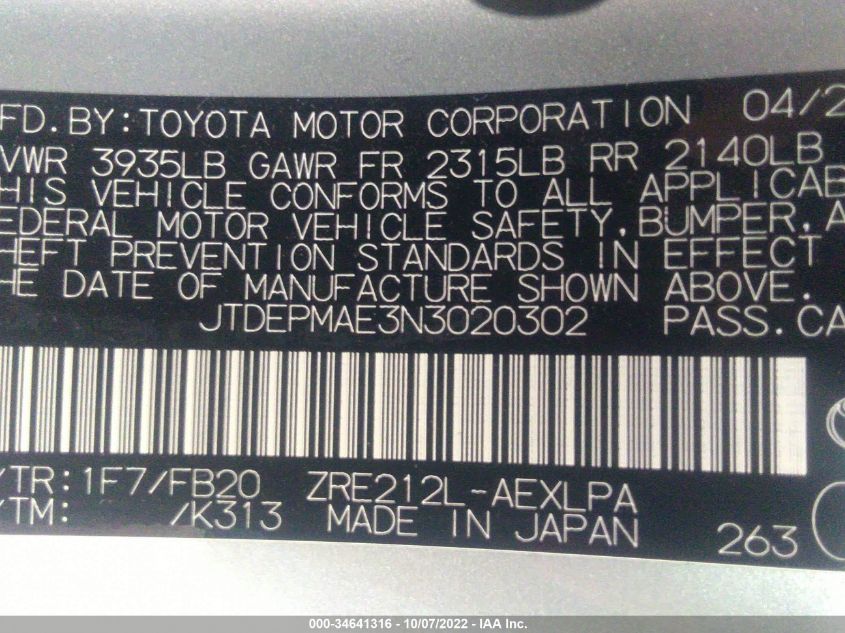 FD. BY: TOYOTA MOTOR CORPORATION 04/2
VWR 3935LB GAWR FR 2315LB RR 2140LB
HIS VEHICLE CONFORMS TO ALL APPLICAB
EDERAL MOTOR VEHICLE SAFETY, BUMPER, A
HEFT PREVENTION STANDARDS IN EFFECT
HE DATE OF MANUFACTURE SHOWN ABOVE.
JTDEPMAE3N3020302 PASS. CA
/TR: 1F7/FB20 ZRE212L-AEXLPA
/TM: /K313 MADE IN JAPAN 263
000-34641316 - 10/07/2022 - IAA Inc.